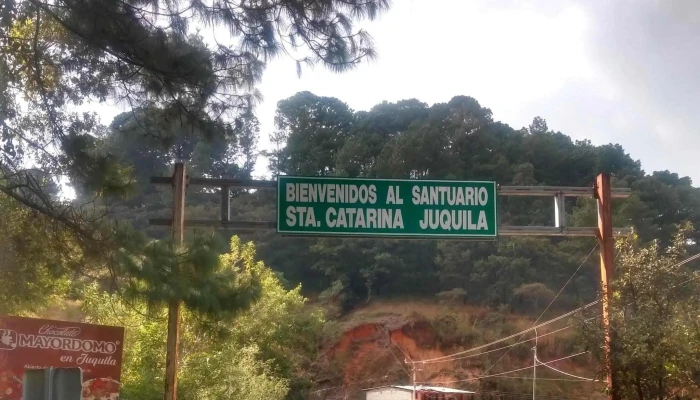 BIENVENIDOS AL SANTUARIO
STA. CATARINA JUQUILA
Chocolate
MAYORDOMO
en Juquila